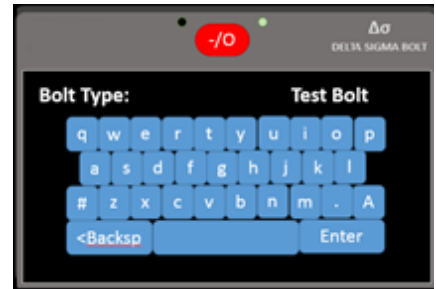 -/O
Δσ
DELTA SIGMA BOLT
Bolt Type: Test Bolt
q w e r t y u i o p
a s d f g h j k l
# z x c v b n m . A
<Backsp Enter